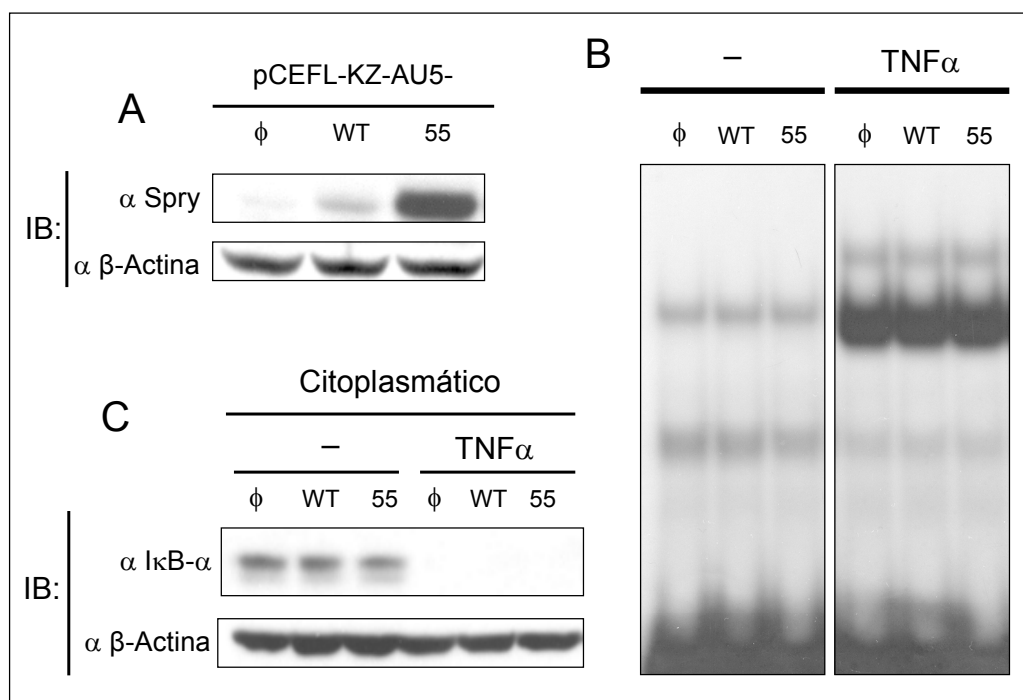 A
pCEFL-KZ-AU5-
ϕ WT 55
IB:
α Spry
α β-Actina
B
– TNFα
ϕ WT 55 ϕ WT 55
C
Citoplasmático
– TNFα
ϕ WT 55 ϕ WT 55
IB:
α IκB-α
α β-Actina